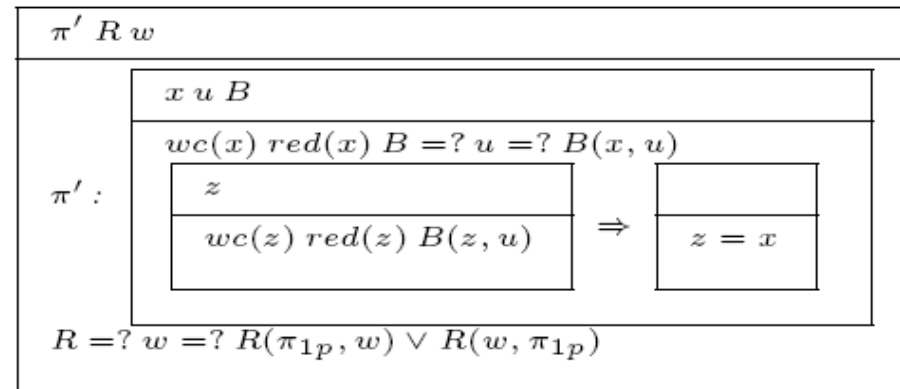 π′ R w
x u B
wc(x) red(x) B =? u =? B(x, u)
π′ :
z
wc(z) red(z) B(z, u)
⇒
z = x
R =? w =? R(π₁ₚ, w) ∨ R(w, π₁ₚ)